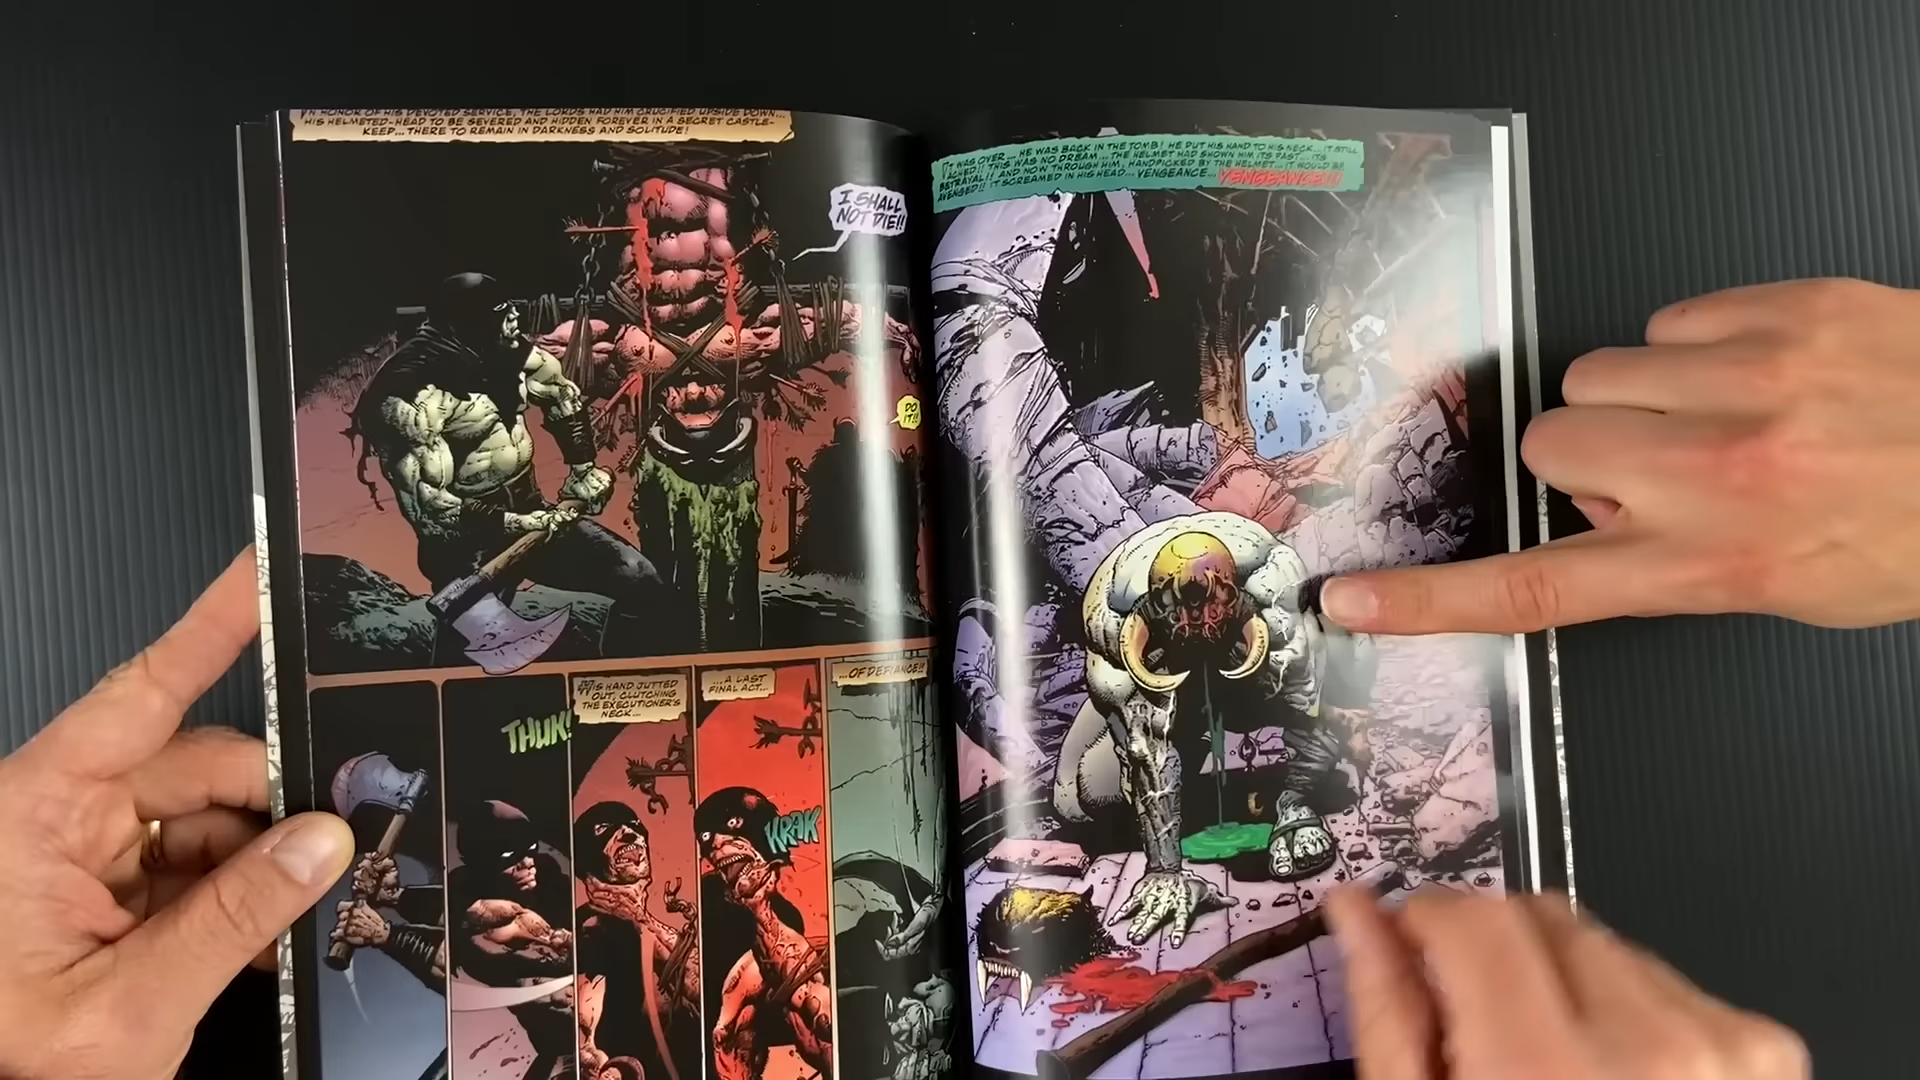 IN HONOR OF HIS DEVOTED SERVICE, THE LORDS HAD HIM CRUCIFIED UPSIDE DOWN...
HIS HELMETED-HEAD TO BE SEVERED AND HIDDEN FOREVER IN A SECRET CASTLE-
KEEP... THERE TO REMAIN IN DARKNESS AND SOLITUDE!
I SHALL
NOT DIE!!
DO
IT!!
THUK!
HIS HAND JUTTED
OUT, CLUTCHING
THE EXECUTIONER'S
NECK...
...A LAST
FINAL ACT...
KRAK
...OF DEFIANCE!!
IT WAS OVER... HE WAS BACK IN THE TOMB! HE PUT HIS HAND TO HIS NECK... IT STILL
ACHED!! THIS WAS NO DREAM... THE HELMET HAD SHOWN HIM ITS PAST... ITS
BETRAYAL!! AND NOW THROUGH HIM, HANDPICKED BY THE HELMET... IT WOULD BE
AVENGED!! IT SCREAMED IN HIS HEAD... VENGEANCE... VENGEANCE!!!